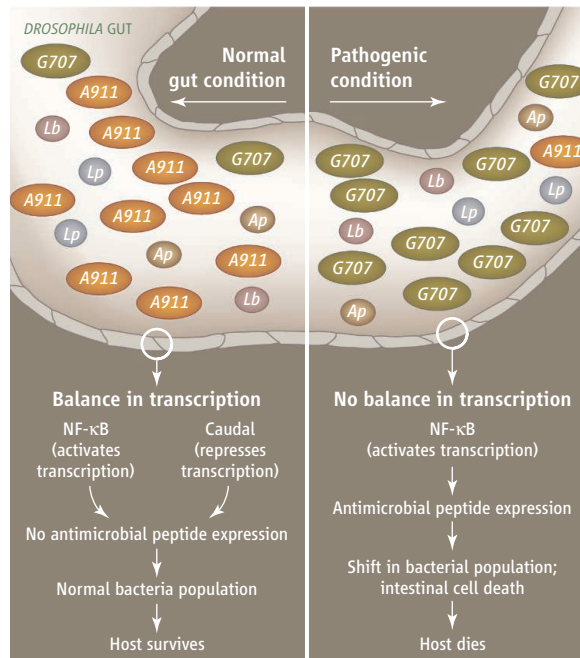 DROSOPHILA GUT
Normal
gut condition
Pathogenic
condition
G707
A911
Lb
A911
Lp
A911
G707
A911
A911
A911
Lp
Ap
Ap
A911
A911
A911
Lb
G707
Ap
G707
A911
G707
Lb
G707
Lp
Lp
Lb
G707
G707
G707
G707
G707
Ap
Balance in transcription
NF-κB
(activates
transcription)
Caudal
(represses
transcription)
No antimicrobial peptide expression
Normal bacteria population
Host survives
No balance in transcription
NF-κB
(activates transcription)
Antimicrobial peptide expression
Shift in bacterial population;
intestinal cell death
Host dies